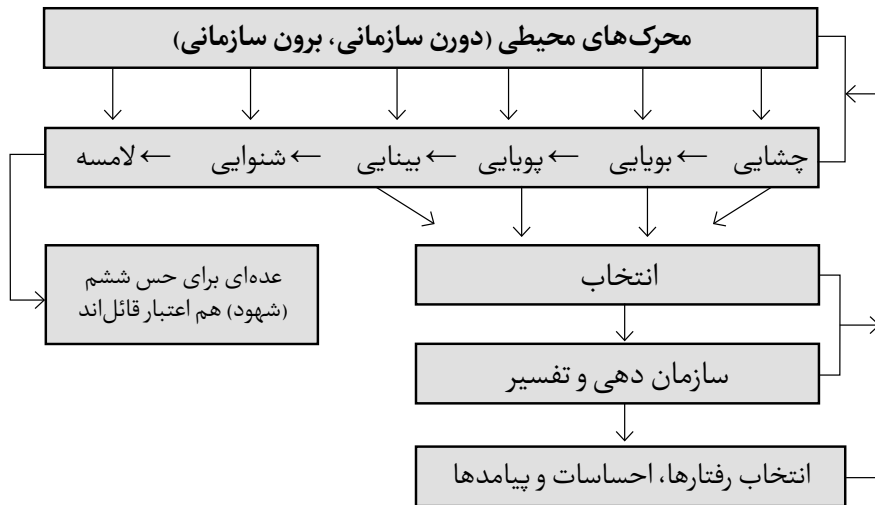 محرک‌های محیطی (دورن سازمانی، برون سازمانی)
چشایی ← بویایی ← پویایی ← بینایی ← شنوایی ← لامسه
انتخاب
عده‌ای برای حس ششم
(شهود) هم اعتبار قائل‌اند
سازمان دهی و تفسیر
انتخاب رفتارها، احساسات و پیامدها